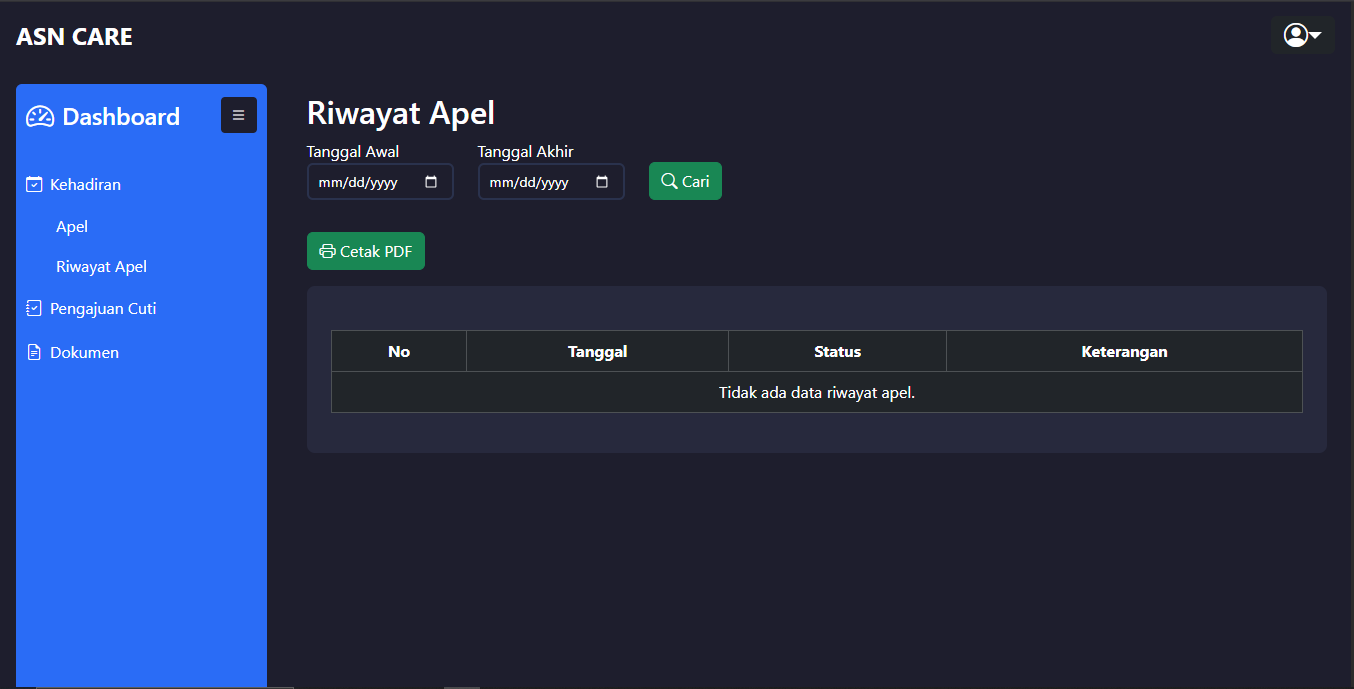 ASN CARE
Dashboard
Kehadiran
Apel
Riwayat Apel
Pengajuan Cuti
Dokumen
Riwayat Apel
Tanggal Awal Tanggal Akhir
mm/dd/yyyy mm/dd/yyyy Cari
Cetak PDF
No Tanggal Status Keterangan
Tidak ada data riwayat apel.